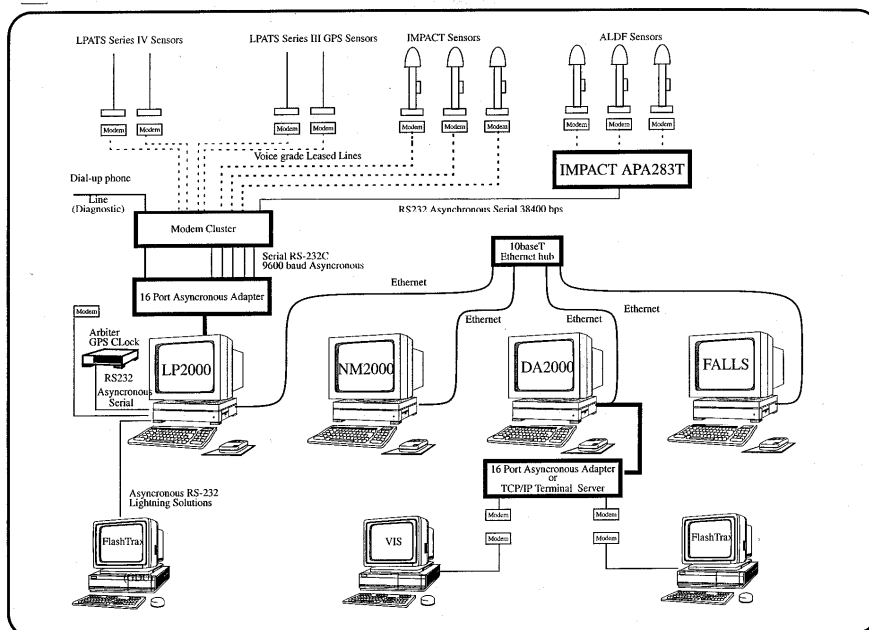 LPATS Series IV Sensors
LPATS Series III GPS Sensors
IMPACT Sensors
ALDF Sensors
Modem
Modem
Modem
Modem
Modem
Modem
Modem
Modem
Modem
Modem
Voice grade Leased Lines
IMPACT APA283T
Dial-up phone
Line
(Diagnostic)
RS232 Asynchronous Serial 38400 bps
Modem Cluster
Serial RS-232C
9600 baud Asyncronous
10baseT
Ethernet hub
Ethernet
16 Port Asyncronous Adapter
Modem
Ethernet
Ethernet
Ethernet
Arbiter
GPS CLock
RS232
Asyncronous
Serial
LP2000
NM2000
DA2000
FALLS
16 Port Asyncronous Adapter
or
TCP/IP Terminal Server
Asyncronous RS-232
Lightning Solutions
Modem
Modem
Modem
Modem
FlashTrax
VIS
FlashTrax